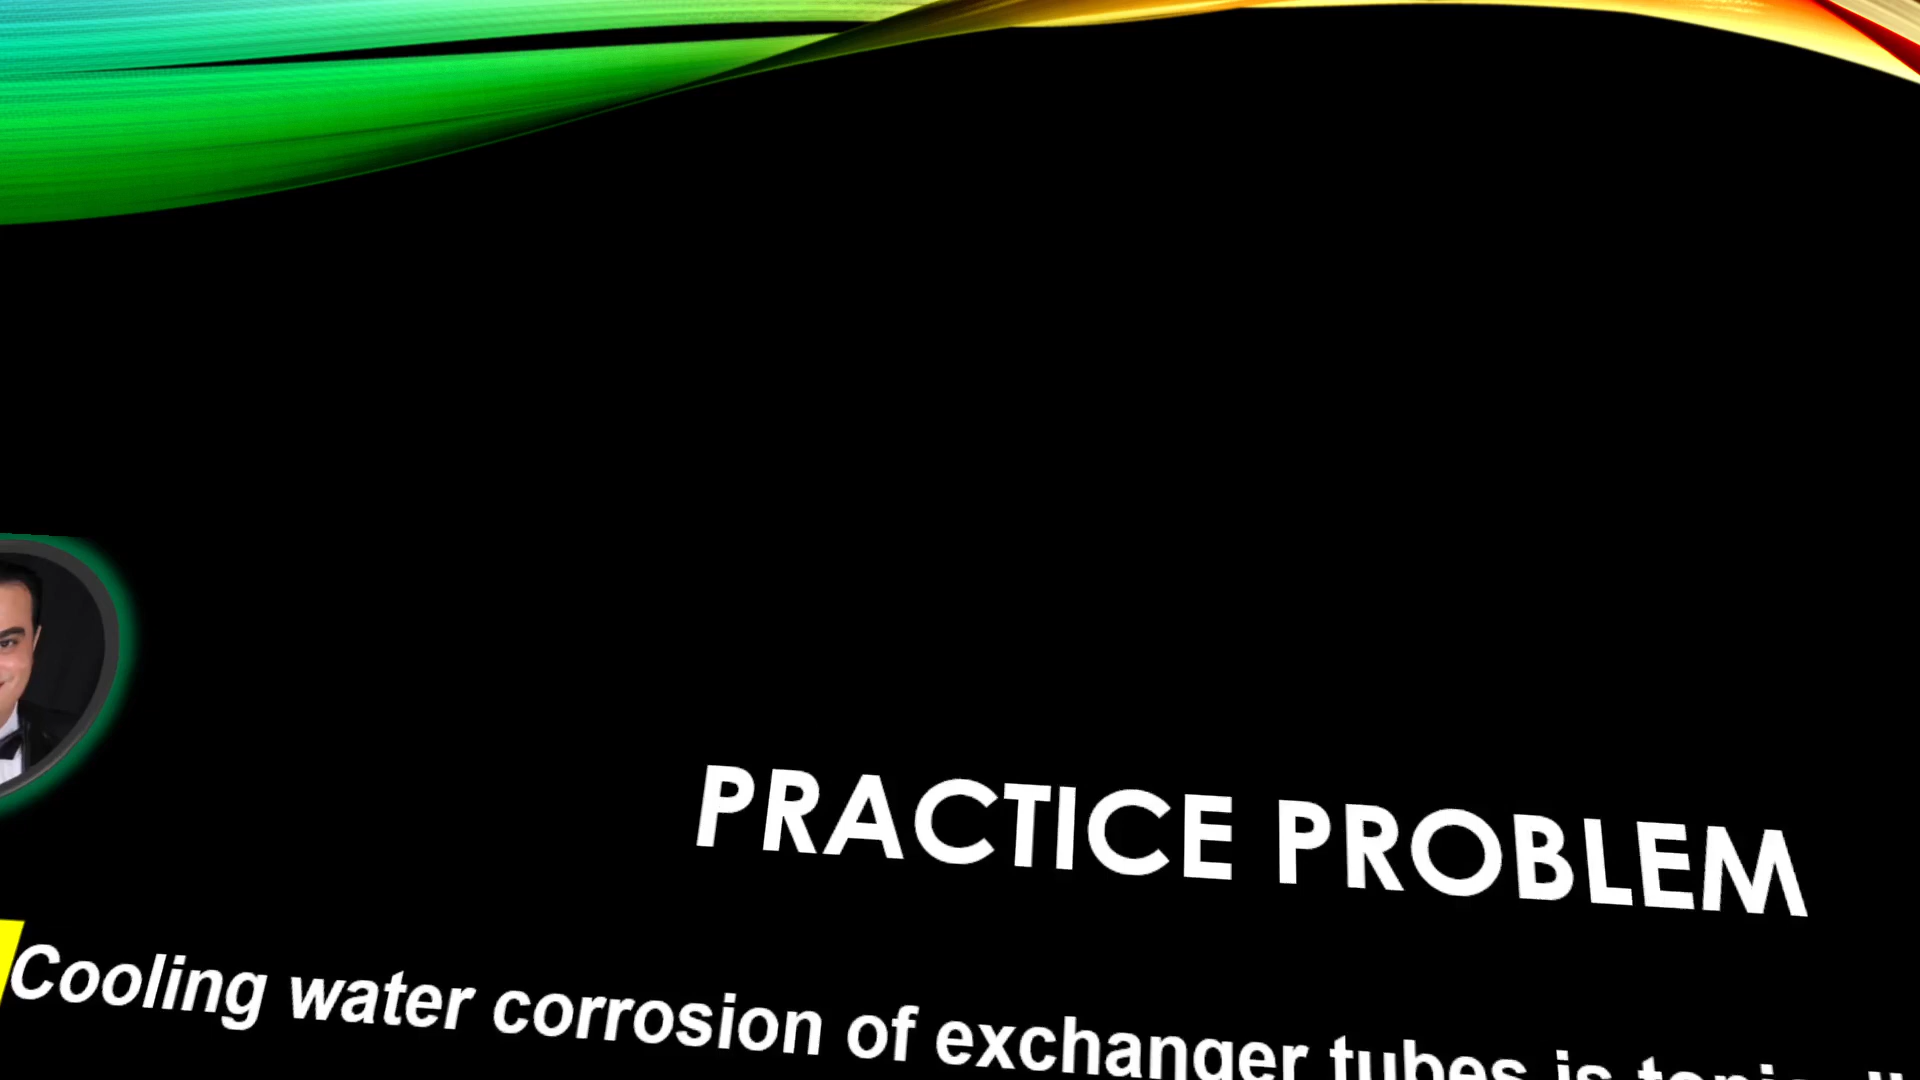 PRACTICE PROBLEM
Cooling water corrosion of exchanger tubes is